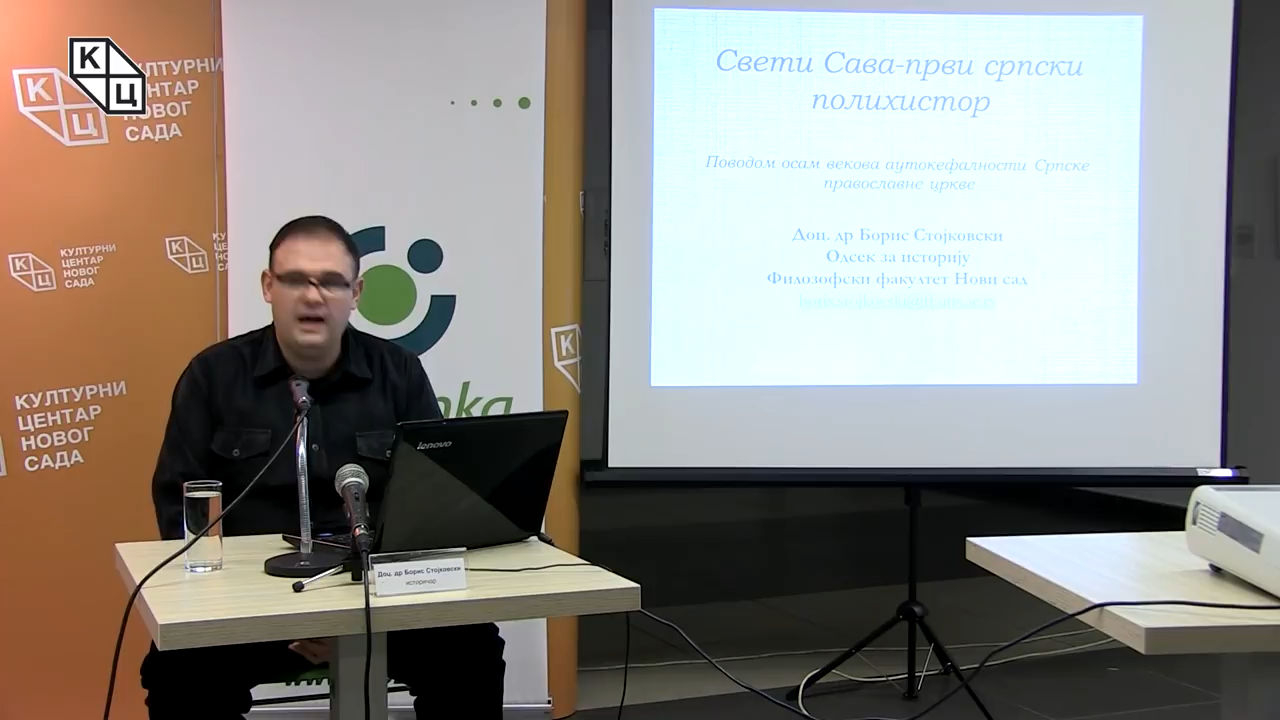 К
Ц
КУЛТУРНИ
ЦЕНТАР
НОВОГ
САДА
КУЛТУРНИ
ЦЕНТАР
НОВОГ
САДА
КУЛТУРНИ
ЦЕНТАР
НОВОГ
САДА
К
Свети Сава-први српски
полихистор
Поводом осам векова аутокефалности Српске
православне цркве
Доц. др Борис Стојковски
Одсек за историју
Филозофски факултет Нови сад
lenovo
Доц. др Борис Стојковски
историчар